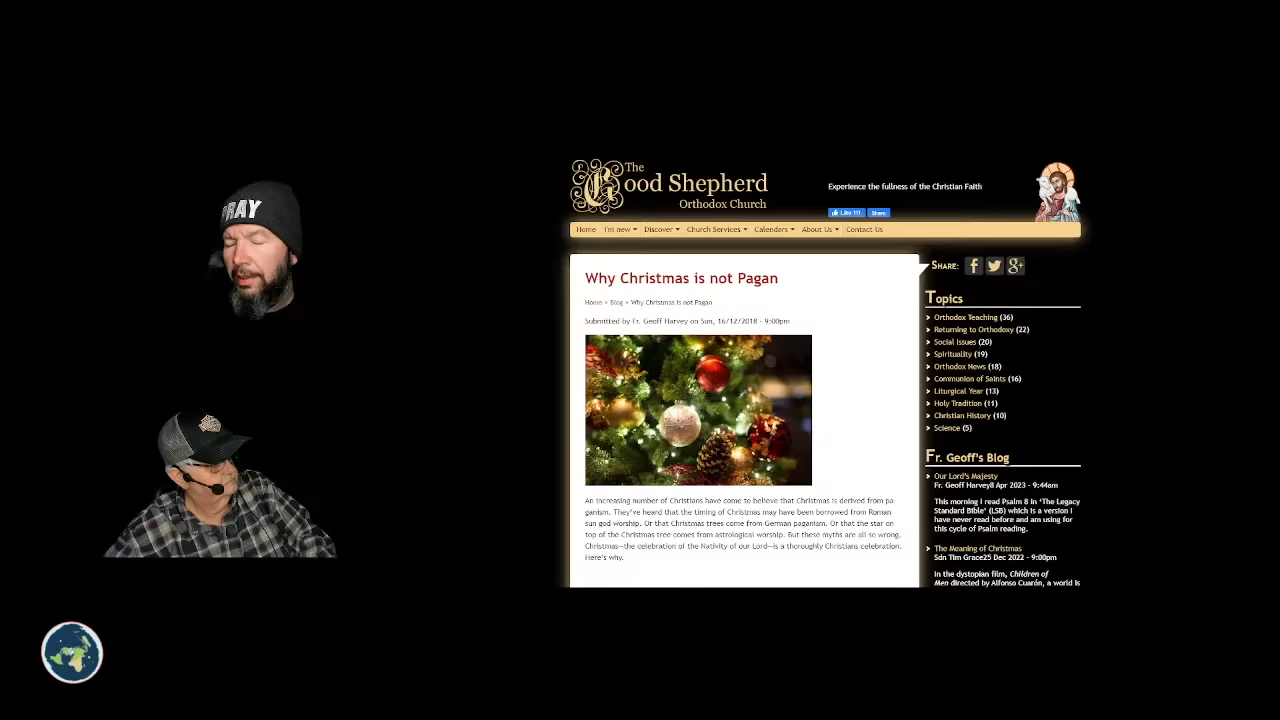 PRAY
The
Good Shepherd
Orthodox Church
Experience the fullness of the Christian Faith
Like 111 Share
Home I'm new Discover Church Services Calendars About Us Contact Us
Why Christmas is not Pagan
Home » Blog » Why Christmas is not Pagan
Submitted by Fr. Geoff Harvey on Sun, 16/12/2018 - 9:00pm
An increasing number of Christians have come to believe that Christmas is derived from pa
ganism. They've heard that the timing of Christmas may have been borrowed from Roman
sun god worship. Or that Christmas trees come from German paganism. Or that the star on
top of the Christmas tree comes from astrological worship. But these myths are all so wrong.
Christmas—the celebration of the Nativity of our Lord—is a thoroughly Christians celebration.
Here's why.
Share:
Topics
Orthodox Teaching (36)
Returning to Orthodoxy (22)
Social Issues (20)
Spirituality (19)
Orthodox News (18)
Communion of Saints (16)
Liturgical Year (13)
Holy Tradition (11)
Christian History (10)
Science (5)
Fr. Geoff's Blog
Our Lord's Majesty
Fr. Geoff Harvey8 Apr 2023 - 9:44am
This morning I read Psalm 8 in 'The Legacy
Standard Bible' (LSB) which is a version I
have never read before and am using for
this cycle of Psalm reading.
The Meaning of Christmas
Sdn Tim Grace25 Dec 2022 - 9:00pm
In the dystopian film, Children of
Men directed by Alfonso Cuarón, a world is